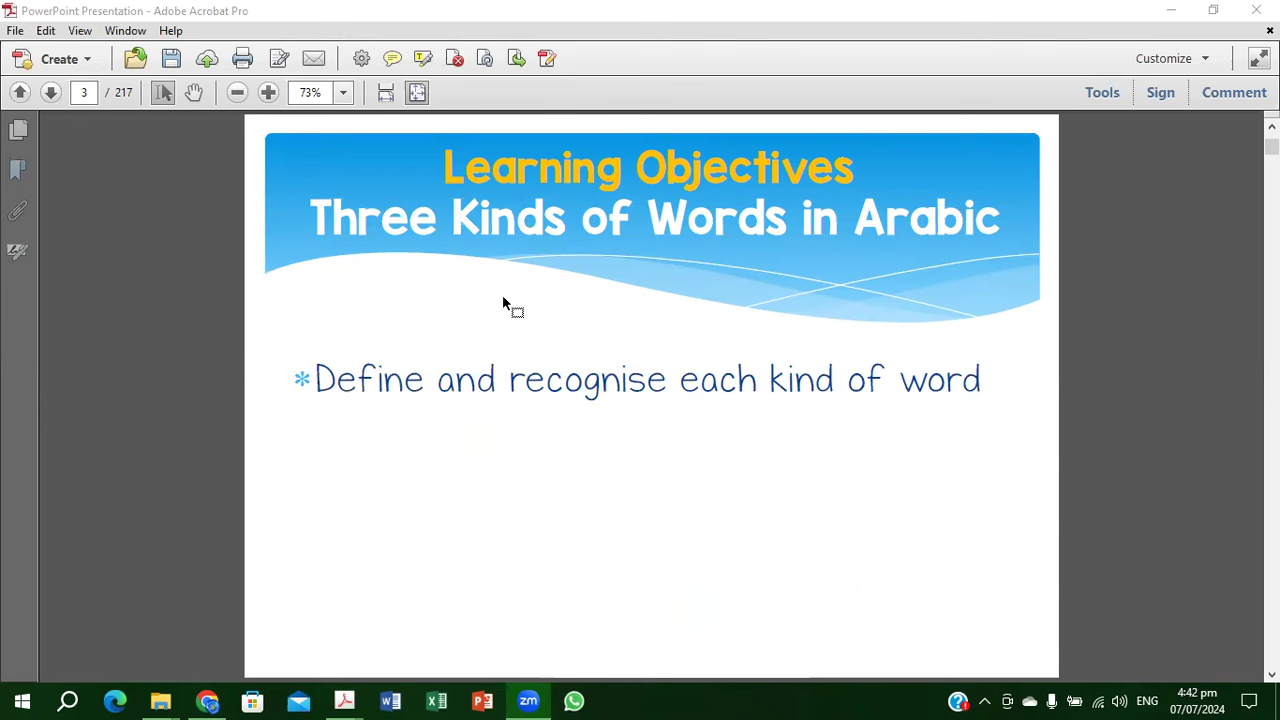 PowerPoint Presentation - Adobe Acrobat Pro
File Edit View Window Help
Create
Customize
3 / 217
73%
Tools Sign Comment
Learning Objectives
Three Kinds of Words in Arabic
*Define and recognise each kind of word
ENG
4:42 pm
07/07/2024